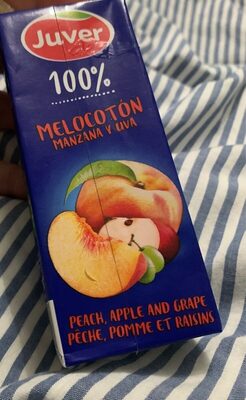 Juver
100%
MELOCOTÓN
MANZANA Y UVA
PEACH, APPLE AND GRAPE
PÊCHE, POMME ET RAISINS